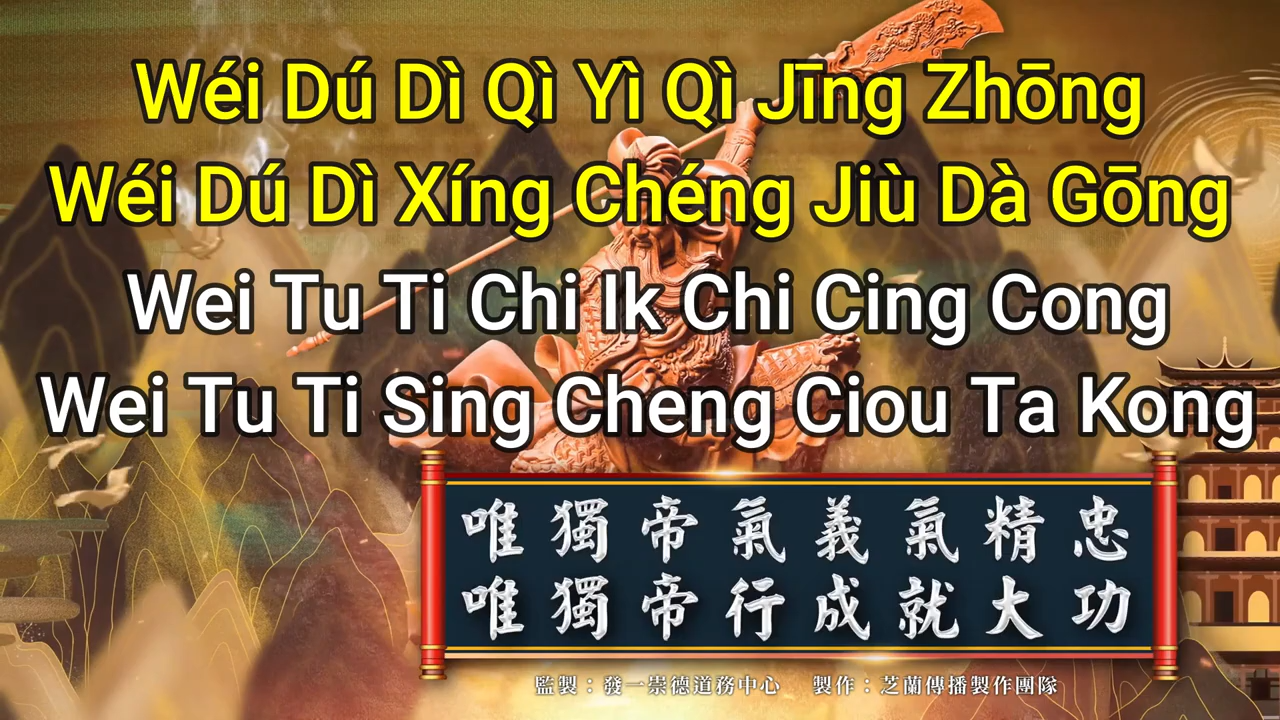 Wéi Dú Dì Qì Yì Qì Jīng Zhōng
Wéi Dú Dì Xíng Chéng Jiù Dà Gōng
Wei Tu Ti Chi Ik Chi Cing Cong
Wei Tu Ti Sing Cheng Ciou Ta Kong
唯獨帝氣義氣精忠
唯獨帝行成就大功
監製：發一崇德道務中心 製作：芝蘭傳播製作團隊